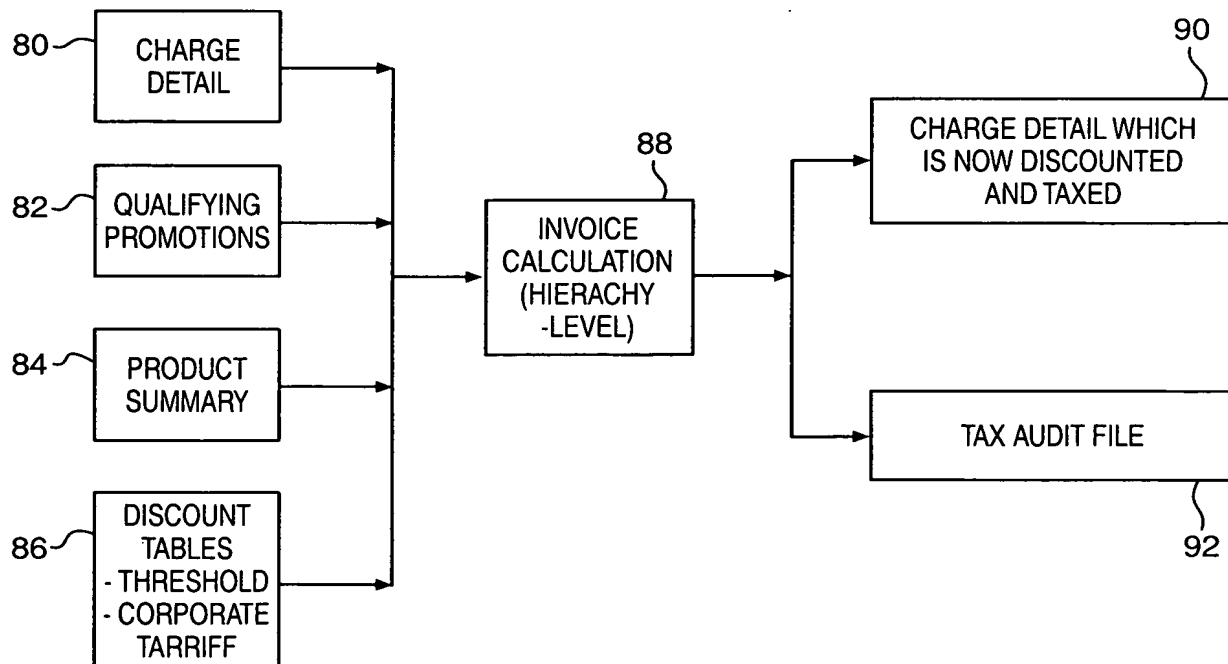 80
CHARGE
DETAIL
82
QUALIFYING
PROMOTIONS
84
PRODUCT
SUMMARY
86
DISCOUNT
TABLES
- THRESHOLD
- CORPORATE
TARRIFF
88
INVOICE
CALCULATION
(HIERACHY
-LEVEL)
90
CHARGE DETAIL WHICH
IS NOW DISCOUNTED
AND TAXED
TAX AUDIT FILE
92